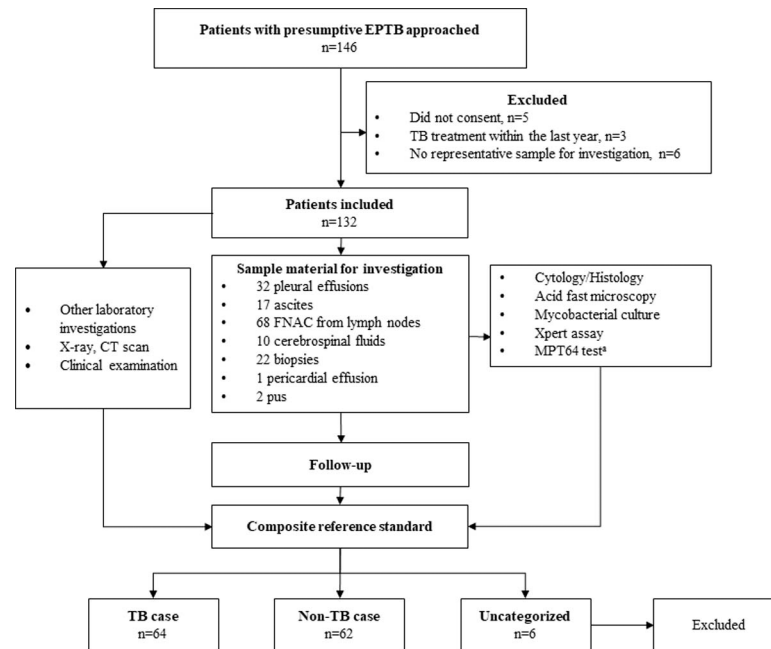 Patients with presumptive EPTB approached
n=146
Excluded
• Did not consent, n=5
• TB treatment within the last year, n=3
• No representative sample for investigation, n=6
Patients included
n=132
• Other laboratory
investigations
• X-ray, CT scan
• Clinical examination
Sample material for investigation
• 32 pleural effusions
• 17 ascites
• 68 FNAC from lymph nodes
• 10 cerebrospinal fluids
• 22 biopsies
• 1 pericardial effusion
• 2 pus
• Cytology/Histology
• Acid fast microscopy
• Mycobacterial culture
• Xpert assay
• MPT64 testᵃ
Follow-up
Composite reference standard
TB case
n=64
Non-TB case
n=62
Uncategorized
n=6
Excluded